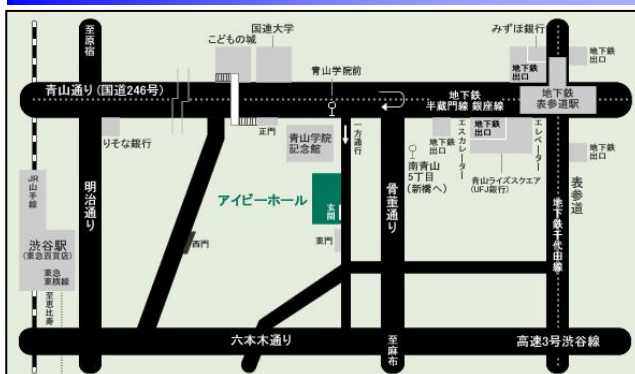 至原宿
こどもの城
国連大学
みずほ銀行
地下鉄
出口
地下鉄
出口
青山学院前
青山通り(国道246号)
地下鉄
半蔵門線 銀座線
地下鉄
表参道駅
りそな銀行
正門
青山学院
記念館
一方通行
地下鉄
出口
エスカレーター
地下鉄
出口
エレベーター
地下鉄
出口
南青山
5丁目
(新橋へ)
青山ライズスクエア
(UFJ銀行)
JR
山手線
明治通り
アイビーホール
玄関
骨董通り
表参道
地下鉄千代田線
渋谷駅
(東急百貨店)
東急
東横線
西門
東門
至恵比寿
六本木通り
至麻布
高速3号渋谷線